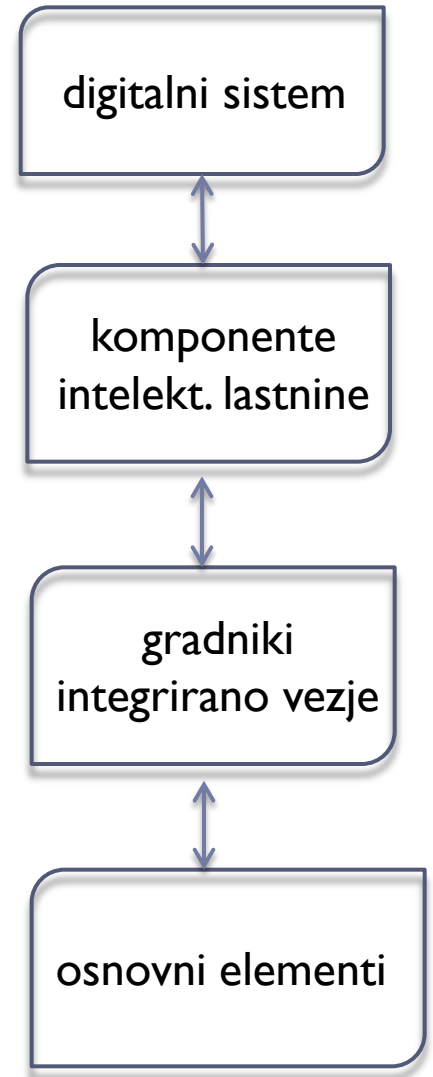 digitalni sistem
komponente
intelekt. lastnine
gradniki
integrirano vezje
osnovni elementi